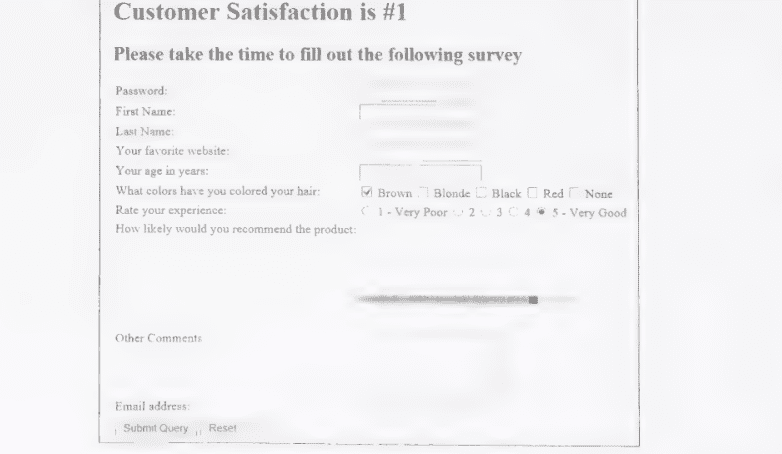 Customer Satisfaction is #1
Please take the time to fill out the following survey
Password:
First Name:
Last Name:
Your favorite website:
Your age in years:
What colors have you colored your hair: Brown Blonde Black Red None
Rate your experience: 1 - Very Poor 2 3 4 5 - Very Good
How likely would you recommend the product:
Other Comments
Email address:
Submit Query Reset